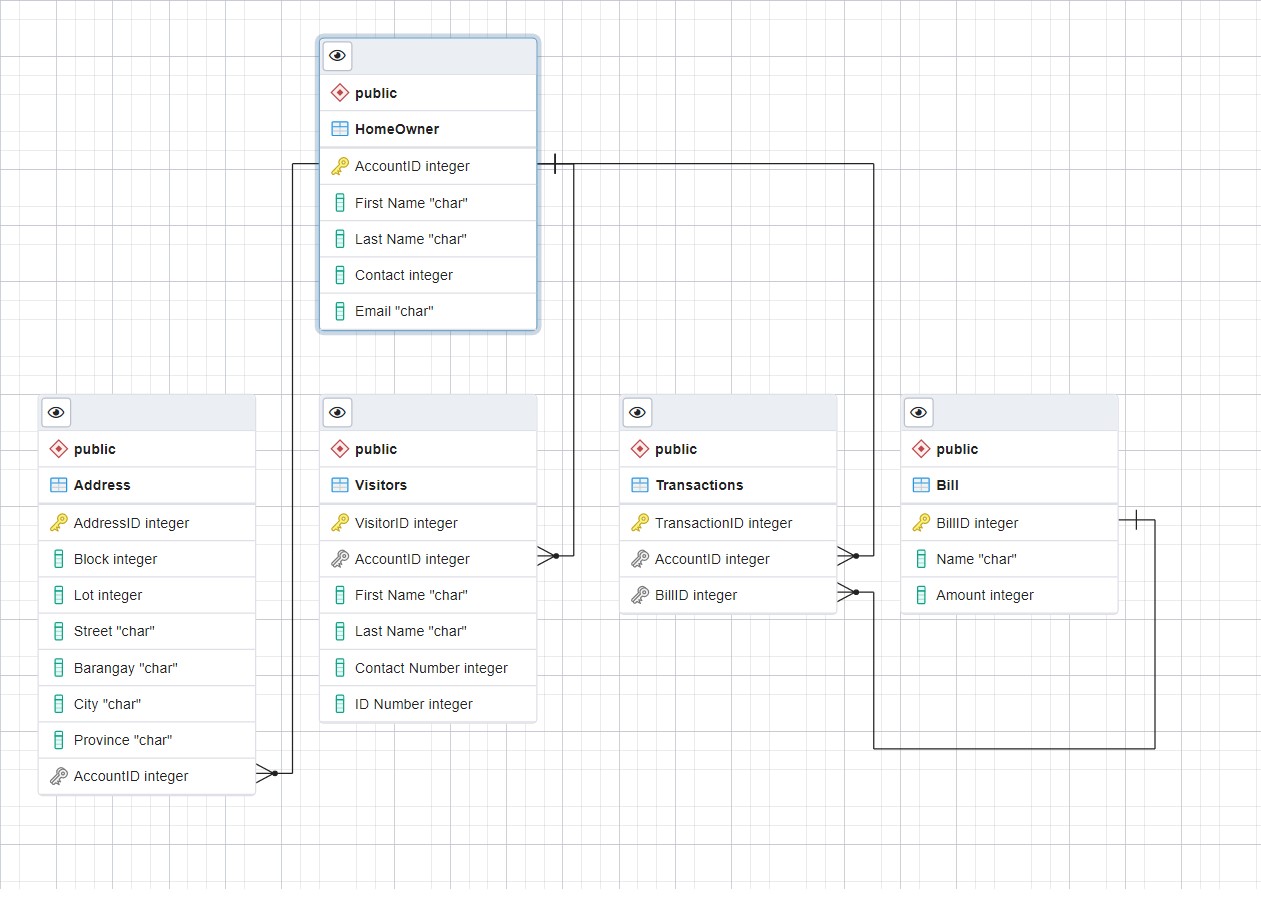 public
HomeOwner
AccountID integer
First Name "char"
Last Name "char"
Contact integer
Email "char"
public
Address
AddressID integer
Block integer
Lot integer
Street "char"
Barangay "char"
City "char"
Province "char"
AccountID integer
public
Visitors
VisitorID integer
AccountID integer
First Name "char"
Last Name "char"
Contact Number integer
ID Number integer
public
Transactions
TransactionID integer
AccountID integer
BillID integer
public
Bill
BillID integer
Name "char"
Amount integer